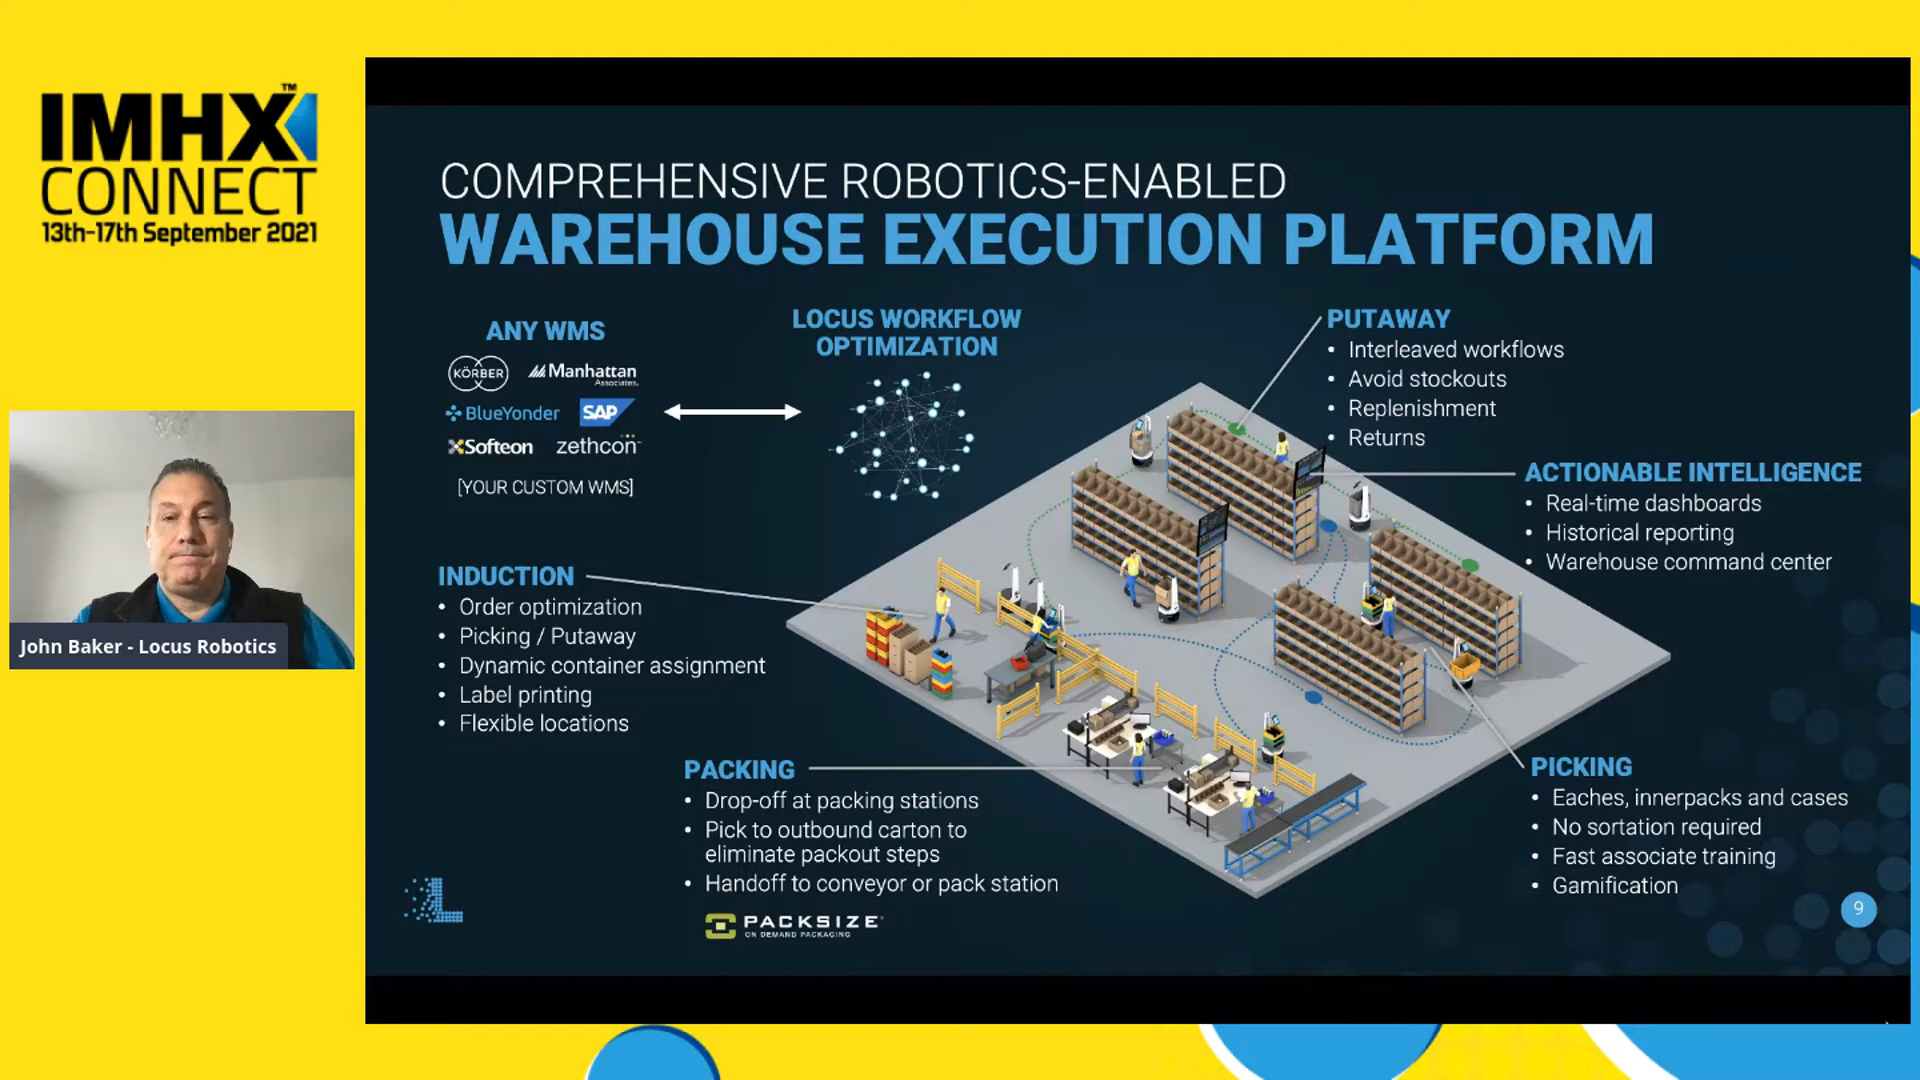 IMHX™
CONNECT
13th-17th September 2021
John Baker - Locus Robotics
COMPREHENSIVE ROBOTICS-ENABLED
WAREHOUSE EXECUTION PLATFORM
ANY WMS
KÖRBER
Manhattan
Associates.
BlueYonder
SAP
Softeon
zethcon
[YOUR CUSTOM WMS]
LOCUS WORKFLOW
OPTIMIZATION
PUTAWAY
• Interleaved workflows
• Avoid stockouts
• Replenishment
• Returns
ACTIONABLE INTELLIGENCE
• Real-time dashboards
• Historical reporting
• Warehouse command center
INDUCTION
• Order optimization
• Picking / Putaway
• Dynamic container assignment
• Label printing
• Flexible locations
PACKING
• Drop-off at packing stations
• Pick to outbound carton to
eliminate packout steps
• Handoff to conveyor or pack station
PACKSIZE
ON DEMAND PACKAGING
PICKING
• Eaches, innerpacks and cases
• No sortation required
• Fast associate training
• Gamification
9